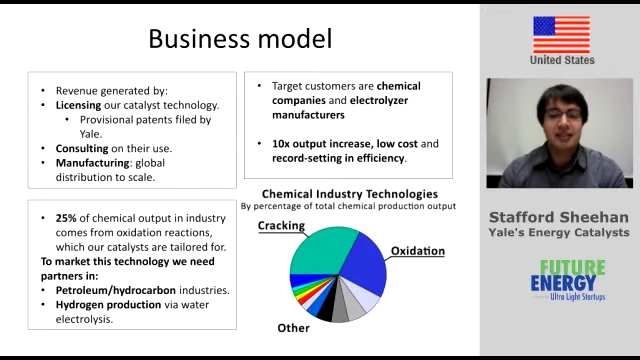 Business model
• Revenue generated by:
• Licensing our catalyst technology.
• Provisional patents filed by
Yale.
• Consulting on their use.
• Manufacturing: global
distribution to scale.
• Target customers are chemical
companies and electrolyzer
manufacturers
• 10x output increase, low cost and
record-setting in efficiency.
• 25% of chemical output in industry
comes from oxidation reactions,
which our catalysts are tailored for.
To market this technology we need
partners in:
• Petroleum/hydrocarbon industries.
• Hydrogen production via water
electrolysis.
Chemical Industry Technologies
By percentage of total chemical production output
Cracking
Oxidation
Other
United States
Stafford Sheehan
Yale's Energy Catalysts
FUTURE
ENERGY
Ultra Light Startups